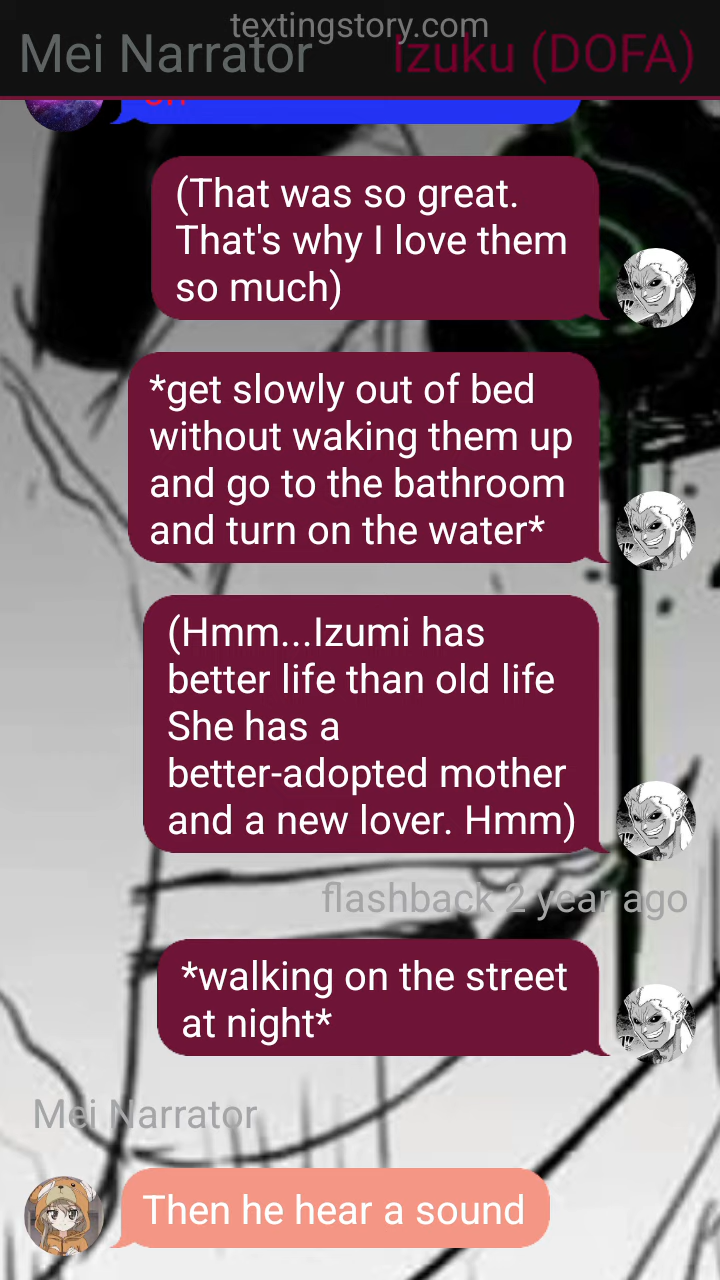 textingstory.com
Mei Narrator
Izuku (DOFA)
(That was so great.
That's why I love them
so much)
*get slowly out of bed
without waking them up
and go to the bathroom
and turn on the water*
(Hmm...Izumi has
better life than old life
She has a
better-adopted mother
and a new lover. Hmm)
flashback 2 year ago
*walking on the street
at night*
Mei Narrator
Then he hear a sound